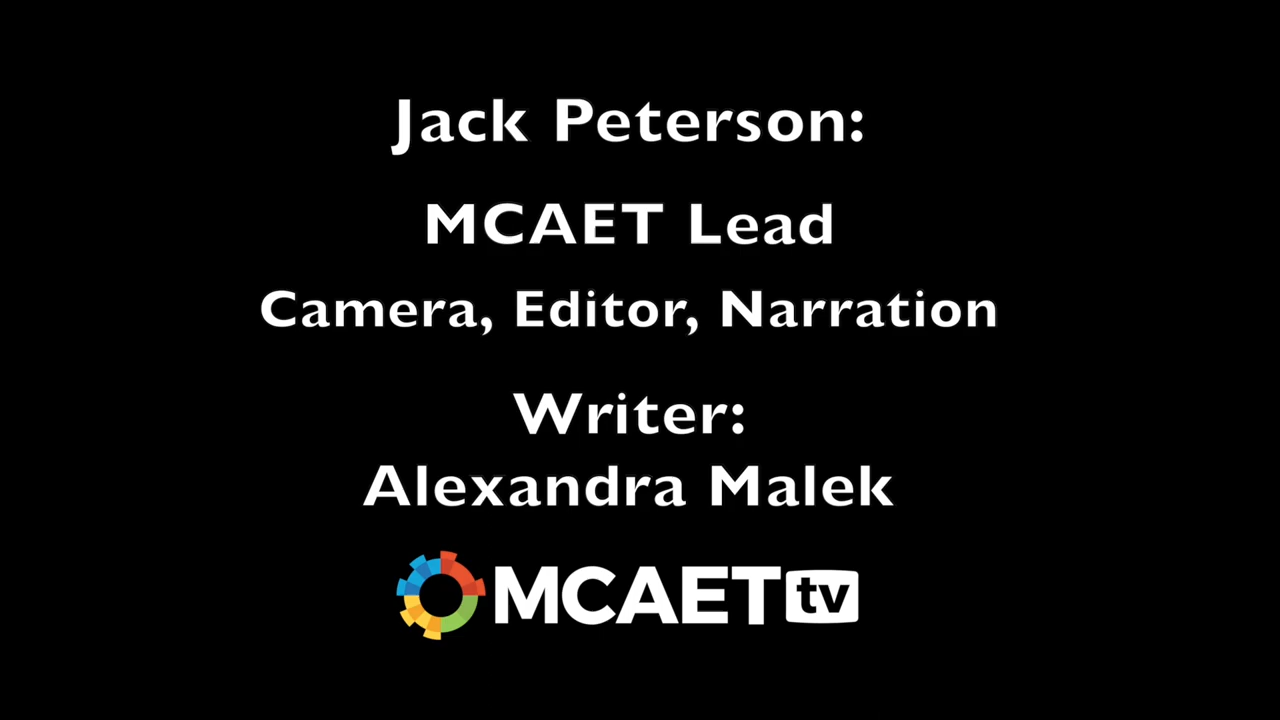 Jack Peterson:
MCAET Lead
Camera, Editor, Narration
Writer:
Alexandra Malek
MCAET tv